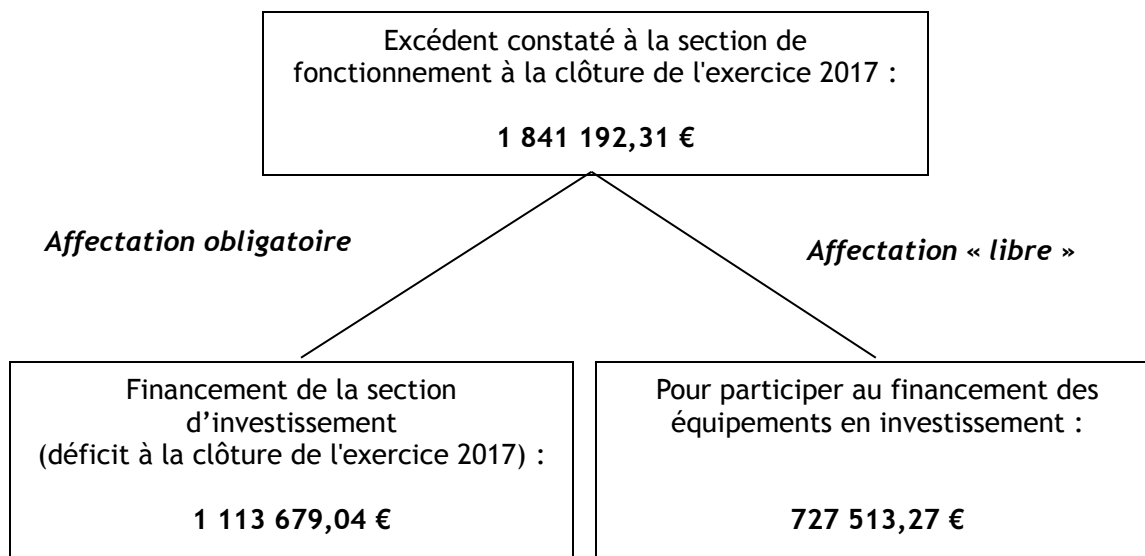 Excédent constaté à la section de
fonctionnement à la clôture de l'exercice 2017 :
1 841 192,31 €
Affectation obligatoire
Affectation « libre »
Financement de la section
d’investissement
(déficit à la clôture de l'exercice 2017) :
1 113 679,04 €
Pour participer au financement des
équipements en investissement :
727 513,27 €